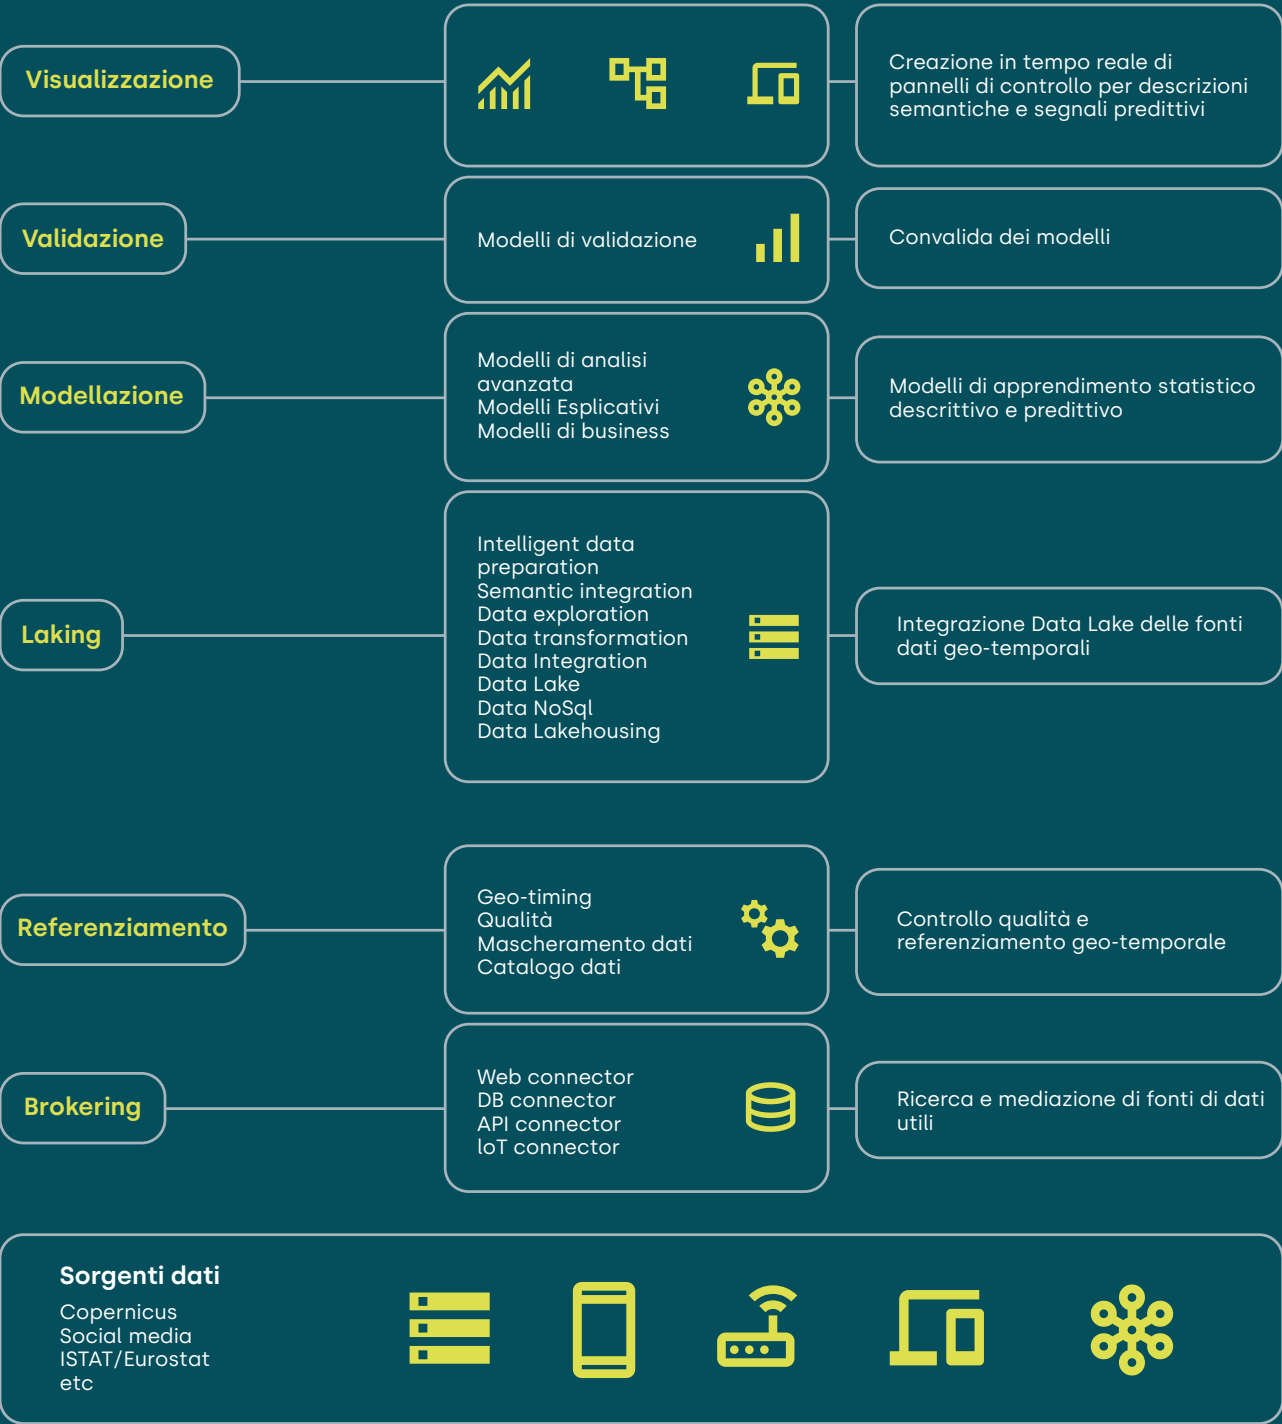 Visualizzazione
Creazione in tempo reale di
pannelli di controllo per descrizioni
semantiche e segnali predittivi
Validazione
Modelli di validazione
Convalida dei modelli
Modellazione
Modelli di analisi
avanzata
Modelli Esplicativi
Modelli di business
Modelli di apprendimento statistico
descrittivo e predittivo
Laking
Intelligent data
preparation
Semantic integration
Data exploration
Data transformation
Data Integration
Data Lake
Data NoSql
Data Lakehousing
Integrazione Data Lake delle fonti
dati geo-temporali
Referenziamento
Geo-timing
Qualità
Mascheramento dati
Catalogo dati
Controllo qualità e
referenziamento geo-temporale
Brokering
Web connector
DB connector
API connector
loT connector
Ricerca e mediazione di fonti di dati
utili
Sorgenti dati
Copernicus
Social media
ISTAT/Eurostat
etc